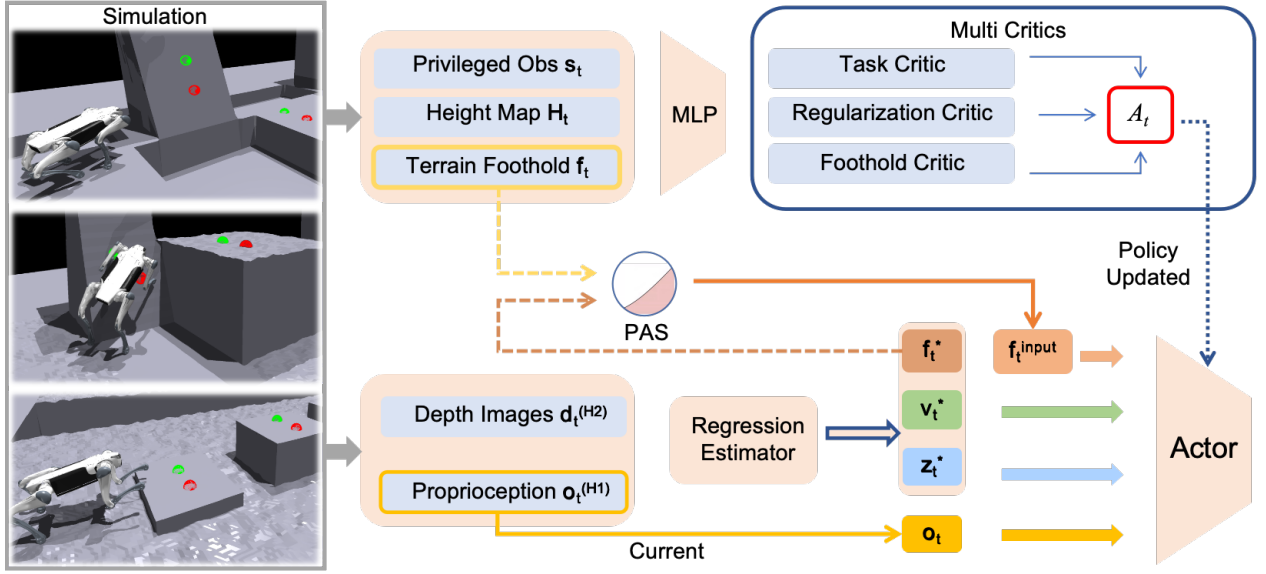 Simulation
Privileged Obs s_t
Height Map H_t
Terrain Foothold f_t
MLP
Multi Critics
Task Critic
Regularization Critic
Foothold Critic
A_t
Policy
Updated
PAS
f_t^*
f_t^input
v_t^*
z_t^*
o_t
Regression
Estimator
Actor
Depth Images d_t^(H2)
Proprioception o_t^(H1)
Current